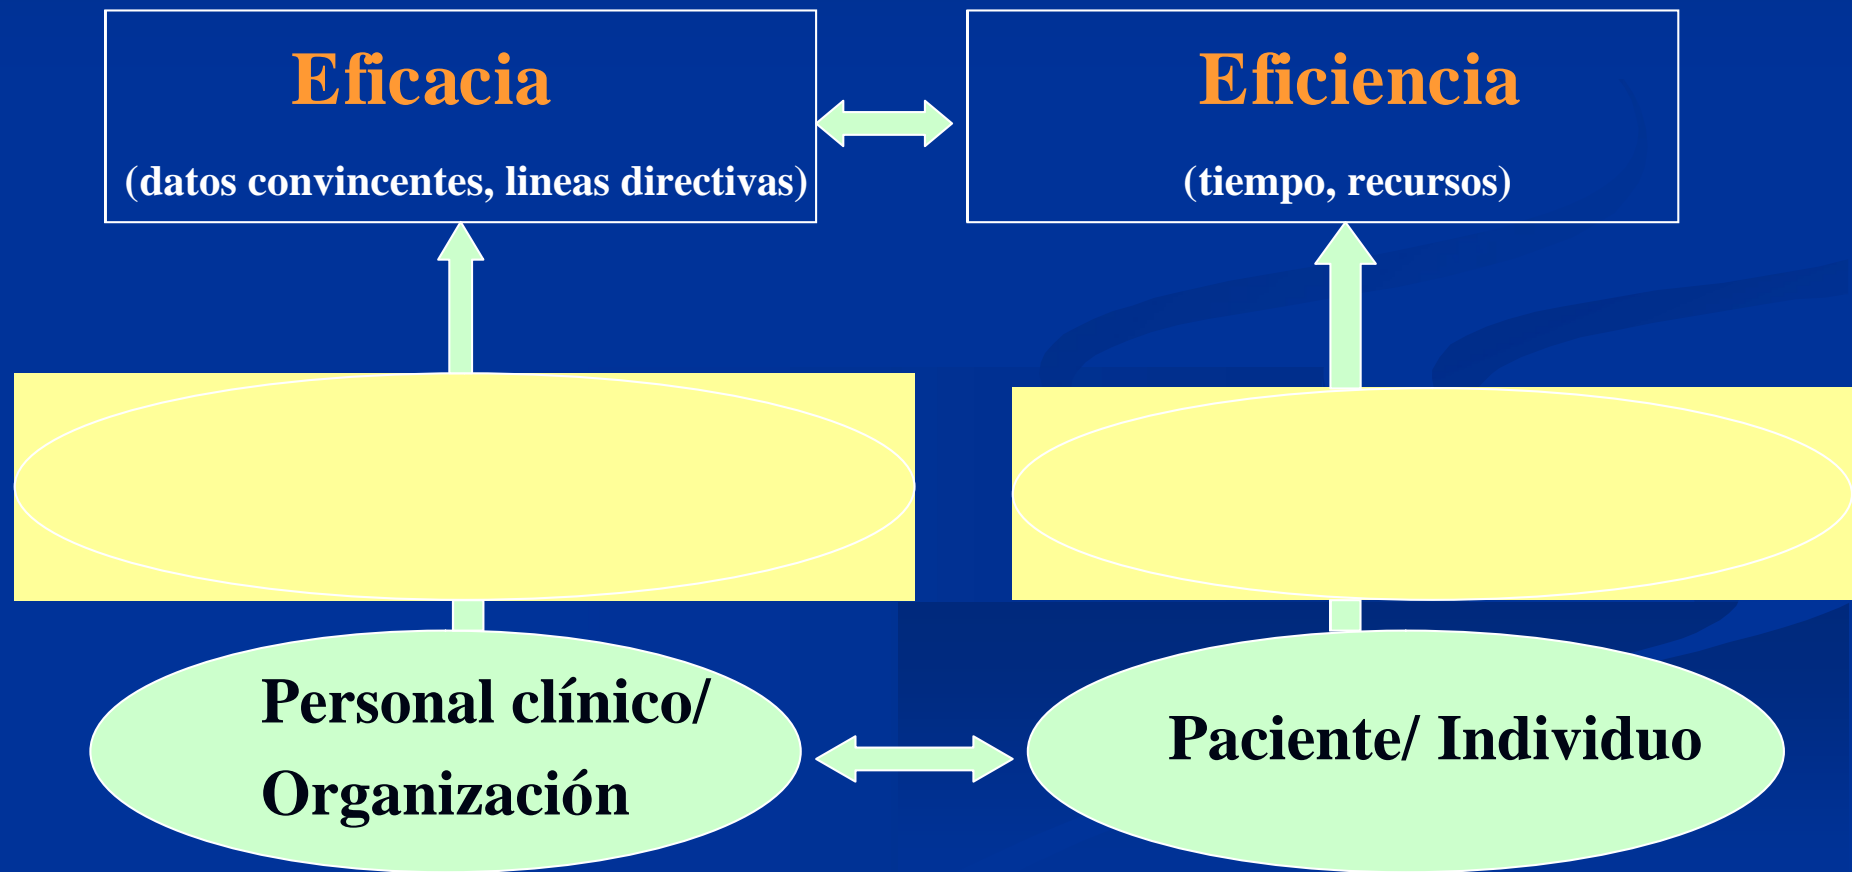 Eficacia
(datos convincentes, lineas directivas)
Eficiencia
(tiempo, recursos)
Personal clínico/
Organización
Paciente/ Individuo